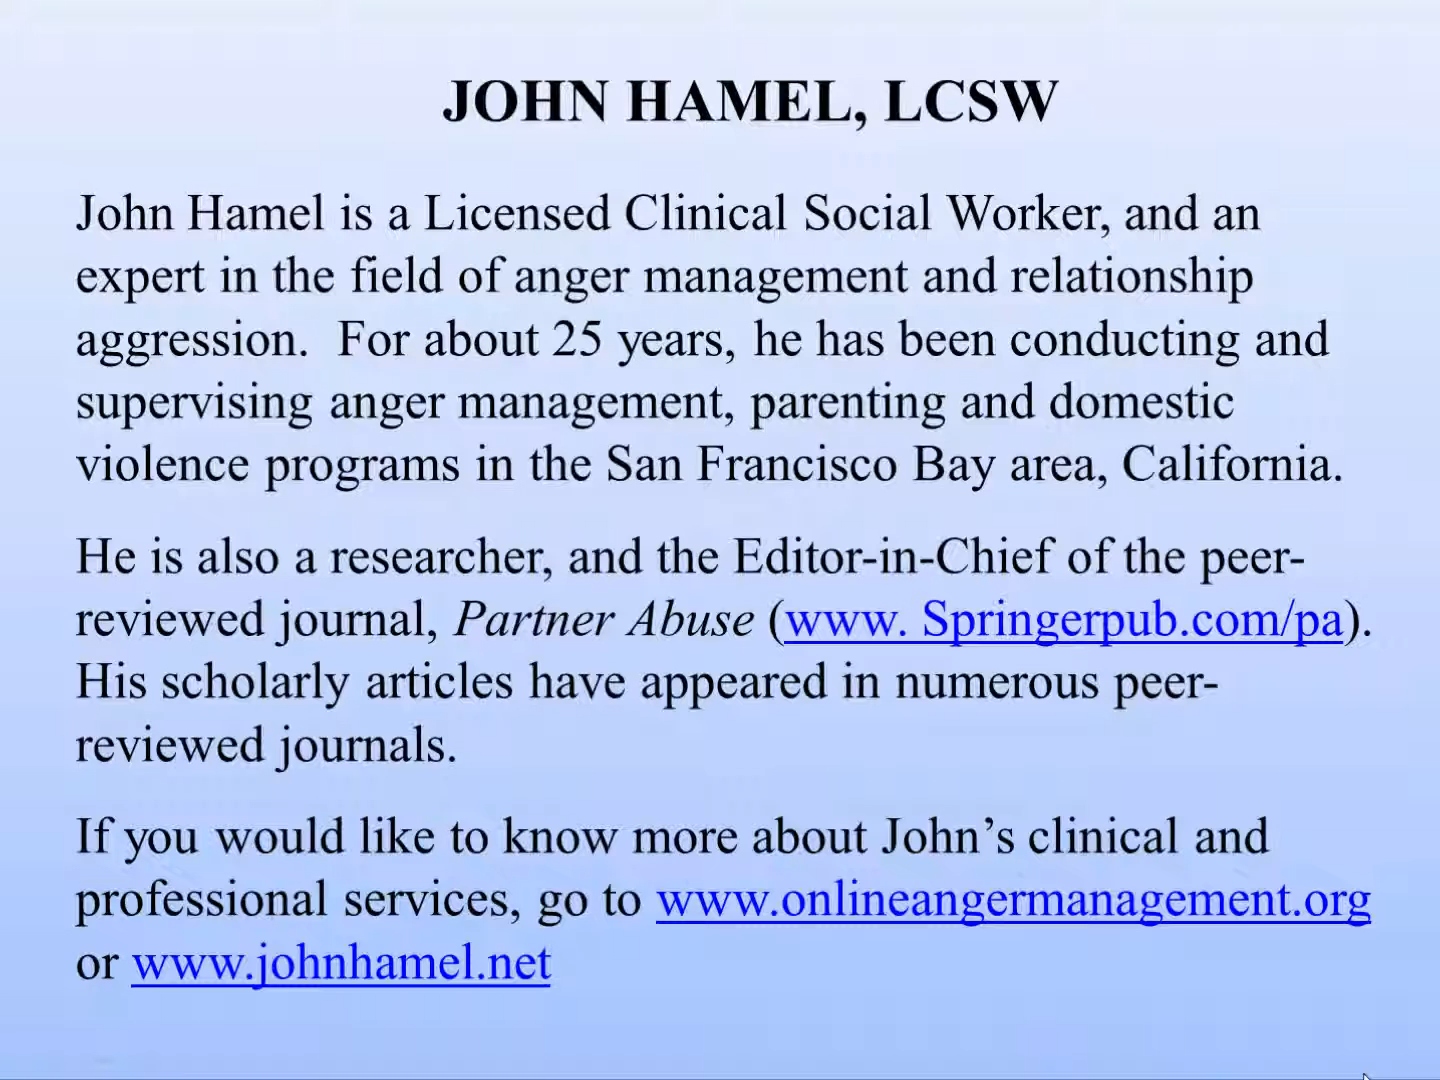 JOHN HAMEL, LCSW
John Hamel is a Licensed Clinical Social Worker, and an
expert in the field of anger management and relationship
aggression.  For about 25 years, he has been conducting and
supervising anger management, parenting and domestic
violence programs in the San Francisco Bay area, California.
He is also a researcher, and the Editor-in-Chief of the peer-
reviewed journal, Partner Abuse (www. Springerpub.com/pa).
His scholarly articles have appeared in numerous peer-
reviewed journals.
If you would like to know more about John’s clinical and
professional services, go to www.onlineangermanagement.org
or www.johnhamel.net